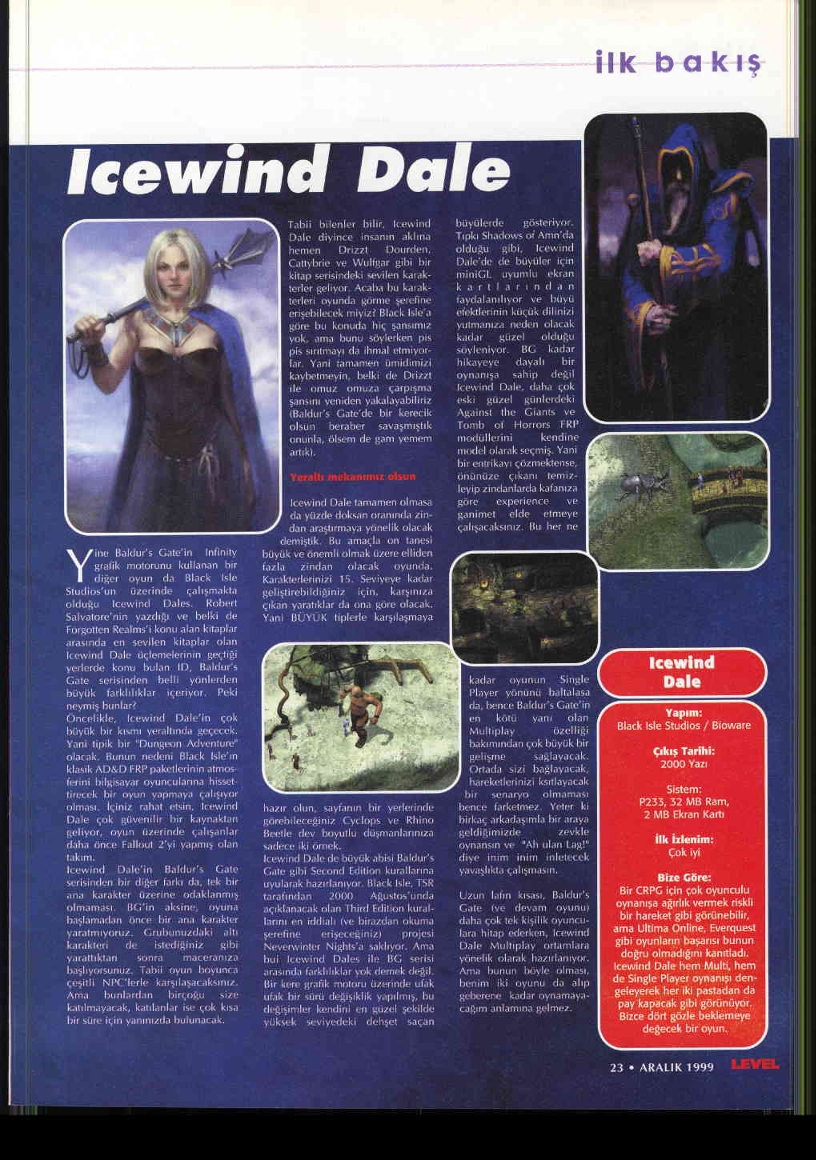 ilk bakış
Icewind Dale
Yine Baldur's Gate'in Infinity
grafik motorunu kullanan bir
diğer oyun da Black Isle
Studios'un üzerinde çalışmakta
olduğu Icewind Dales. Robert
Salvatore'nin yazdığı ve belki de
Forgotten Realms'i konu alan kitaplar
arasında en sevilen kitaplar olan
Icewind Dale üçlemelerinin geçtiği
yerlerde konu bulan ID, Baldur's
Gate serisinden belli yönlerden
büyük farklılıklar içeriyor. Peki
neymiş bunlar?
Öncelikle, Icewind Dale'in çok
büyük bir kısmı yeraltında geçecek.
Yani tipik bir "Dungeon Adventure"
olacak. Bunun nedeni Black Isle'ın
klasik AD&D FRP paketlerinin atmos-
ferini bilgisayar oyuncularına hisset-
tirecek bir oyun yapmaya çalışıyor
olması. İçiniz rahat etsin, Icewind
Dale çok güvenilir bir kaynaktan
geliyor, oyun üzerinde çalışanlar
daha önce Fallout 2'yi yapmış olan
takım.
Icewind Dale'in Baldur's Gate
serisinden bir diğer farkı da, tek bir
ana karakter üzerine odaklanmış
olmaması. BG'in aksine, oyuna
başlamadan önce bir ana karakter
yaratmıyoruz. Grubunuzdaki altı
karakteri de istediğiniz gibi
yarattıktan sonra maceranıza
başlıyorsunuz. Tabii oyun boyunca
çeşitli NPC'lerle karşılaşacaksınız.
Ama bunlardan birçoğu size
katılmayacak, katılanlar ise çok kısa
bir süre için yanınızda bulunacak.
Tabii bilenler bilir, Icewind
Dale diyince insanın aklına
hemen Drizzt Dourden,
Cattybrie ve Wulfgar gibi bir
kitap serisindeki sevilen karak-
terler geliyor. Acaba bu karak-
terleri oyunda görme şerefine
erişebilecek miyiz? Black Isle'a
göre bu konuda hiç şansımız
yok, ama bunu söylerken pis
pis sırıtmayı da ihmal etmiyor-
lar. Yani tamamen ümidimizi
kaybetmeyin, belki de Drizzt
ile omuz omuza çarpışma
şansını yeniden yakalayabiliriz
(Baldur's Gate'de bir kerecik
olsun beraber savaşmıştık
onunla, ölsem de gam yemem
artık).
Yeraltı mekanımız olsun
Icewind Dale tamamen olmasa
da yüzde doksan oranında zin-
dan araştırmaya yönelik olacak
demiştik. Bu amaçla on tanesi
büyük ve önemli olmak üzere elliden
fazla zindan olacak oyunda.
Karakterlerinizi 15. Seviyeye kadar
geliştirebildiğiniz için, karşınıza
çıkan yaratıklar da ona göre olacak.
Yani BÜYÜK tiplerle karşılaşmaya
hazır olun, sayfanın bir yerlerinde
görebileceğiniz Cyclops ve Rhino
Beetle dev boyutlu düşmanlarınıza
sadece iki örnek.
Icewind Dale de büyük abisi Baldur's
Gate gibi Second Edition kurallarına
uyularak hazırlanıyor. Black Isle, TSR
tarafından 2000 Ağustos'unda
açıklanacak olan Third Edition kural-
larını en iddialı (ve birazdan okuma
şerefine erişeceğiniz) projesi
Neverwinter Nights'a saklıyor. Ama
bui Icewind Dales ile BG serisi
arasında farklılıklar yok demek değil.
Bir kere grafik motoru üzerinde ufak
ufak bir sürü değişiklik yapılmış, bu
değişimler kendini en güzel şekilde
yüksek seviyedeki dehşet saçan
büyülerde gösteriyor.
Tıpkı Shadows of Amn'da
olduğu gibi, Icewind
Dale'de de büyüler için
miniGL uyumlu ekran
kartlarından
faydalanılıyor ve büyü
efektlerinin küçük dilinizi
yutmanıza neden olacak
kadar güzel olduğu
söyleniyor. BG kadar
hikayeye dayalı bir
oynanışa sahip değil
Icewind Dale, daha çok
eski güzel günlerdeki
Against the Giants ve
Tomb of Horrors FRP
modüllerini kendine
model olarak seçmiş. Yani
bir entrikayı çözmektense,
önünüze çıkanı temiz-
leyip zindanlarda kafanıza
göre experience ve
ganimet elde etmeye
çalışacaksınız. Bu her ne
kadar oyunun Single
Player yönünü baltalasa
da, bence Baldur's Gate'in
en kötü yanı olan
Multiplay özelliği
bakımından çok büyük bir
gelişme sağlayacak.
Ortada sizi bağlayacak,
hareketlerinizi kısıtlayacak
bir senaryo olmaması
bence farketmez. Yeter ki
birkaç arkadaşımla bir araya
geldiğimizde zevkle
oynansın ve "Ah ulan Lag!"
diye inim inim inletecek
yavaşlıkta çalışmasın.
Uzun lafın kısası, Baldur's
Gate (ve devam oyunu)
daha çok tek kişilik oyuncu-
lara hitap ederken, Icewind
Dale Multiplay ortamlara
yönelik olarak hazırlanıyor.
Ama bunun böyle olması,
benim iki oyunu da alıp
geberene kadar oynamaya-
cağım anlamına gelmez.
Icewind
Dale
Yapım:
Black Isle Studios / Bioware
Çıkış Tarihi:
2000 Yazı
Sistem:
P233, 32 MB Ram,
2 MB Ekran Kartı
İlk İzlenim:
Çok iyi
Bize Göre:
Bir CRPG için çok oyunculu
oynanışa ağırlık vermek riskli
bir hareket gibi görünebilir,
ama Ultima Online, Everquest
gibi oyunların başarısı bunun
doğru olmadığını kanıtladı.
Icewind Dale hem Multi, hem
de Single Player oynanışı den-
geleyerek her iki pastadan da
pay kapacak gibi görünüyor.
Bizce dört gözle beklemeye
değecek bir oyun.
23 • ARALIK 1999 LEVEL